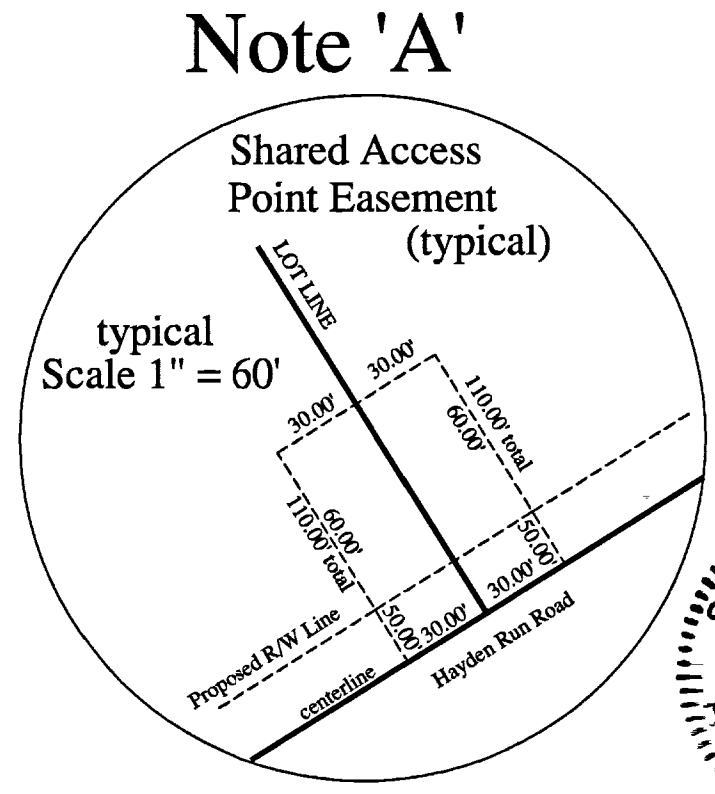 Note 'A'
Shared Access
Point Easement
(typical)
LOT LINE
typical
Scale 1" = 60'
30.00'
30.00'
110.00' total
60.00'
60.00'
110.00' total
50.00'
50.00'
30.00'
30.00'
Proposed R/W Line
centerline
Hayden Run Road